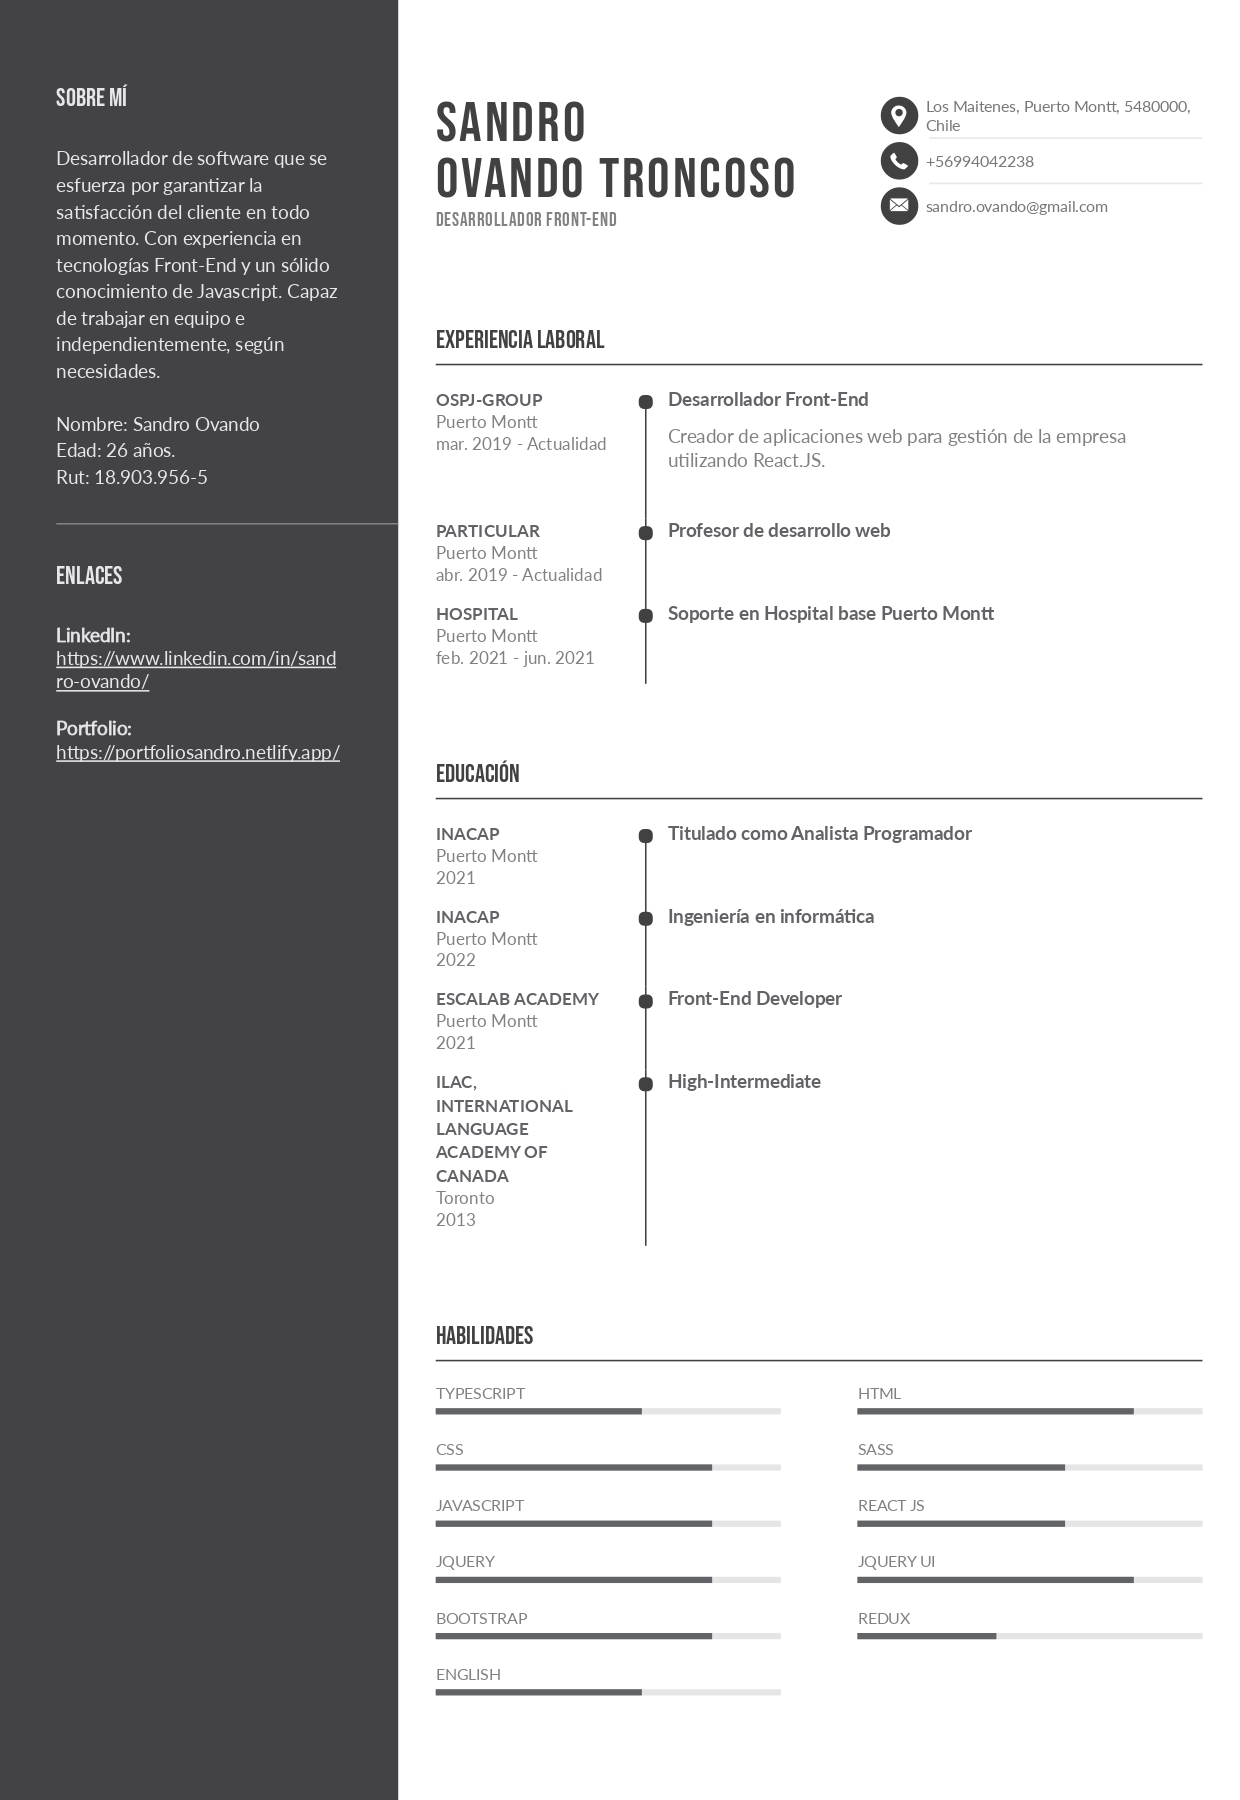 SOBRE MÍ
Desarrollador de software que se
esfuerza por garantizar la
satisfacción del cliente en todo
momento. Con experiencia en
tecnologías Front-End y un sólido
conocimiento de Javascript. Capaz
de trabajar en equipo e
independientemente, según
necesidades.
Nombre: Sandro Ovando
Edad: 26 años.
Rut: 18.903.956-5
ENLACES
LinkedIn:
https://www.linkedin.com/in/sand
ro-ovando/
Portfolio:
https://portfoliosandro.netlify.app/
SANDRO
OVANDO TRONCOSO
DESARROLLADOR FRONT-END
Los Maitenes, Puerto Montt, 5480000,
Chile
+56994042238
sandro.ovando@gmail.com
EXPERIENCIA LABORAL
OSPJ-GROUP
Puerto Montt
mar. 2019 - Actualidad
Desarrollador Front-End
Creador de aplicaciones web para gestión de la empresa
utilizando React.JS.
PARTICULAR
Puerto Montt
abr. 2019 - Actualidad
Profesor de desarrollo web
HOSPITAL
Puerto Montt
feb. 2021 - jun. 2021
Soporte en Hospital base Puerto Montt
EDUCACIÓN
INACAP
Puerto Montt
2021
Titulado como Analista Programador
INACAP
Puerto Montt
2022
Ingeniería en informática
ESCALAB ACADEMY
Puerto Montt
2021
Front-End Developer
ILAC,
INTERNATIONAL
LANGUAGE
ACADEMY OF
CANADA
Toronto
2013
High-Intermediate
HABILIDADES
TYPESCRIPT
HTML
CSS
SASS
JAVASCRIPT
REACT JS
JQUERY
JQUERY UI
BOOTSTRAP
REDUX
ENGLISH